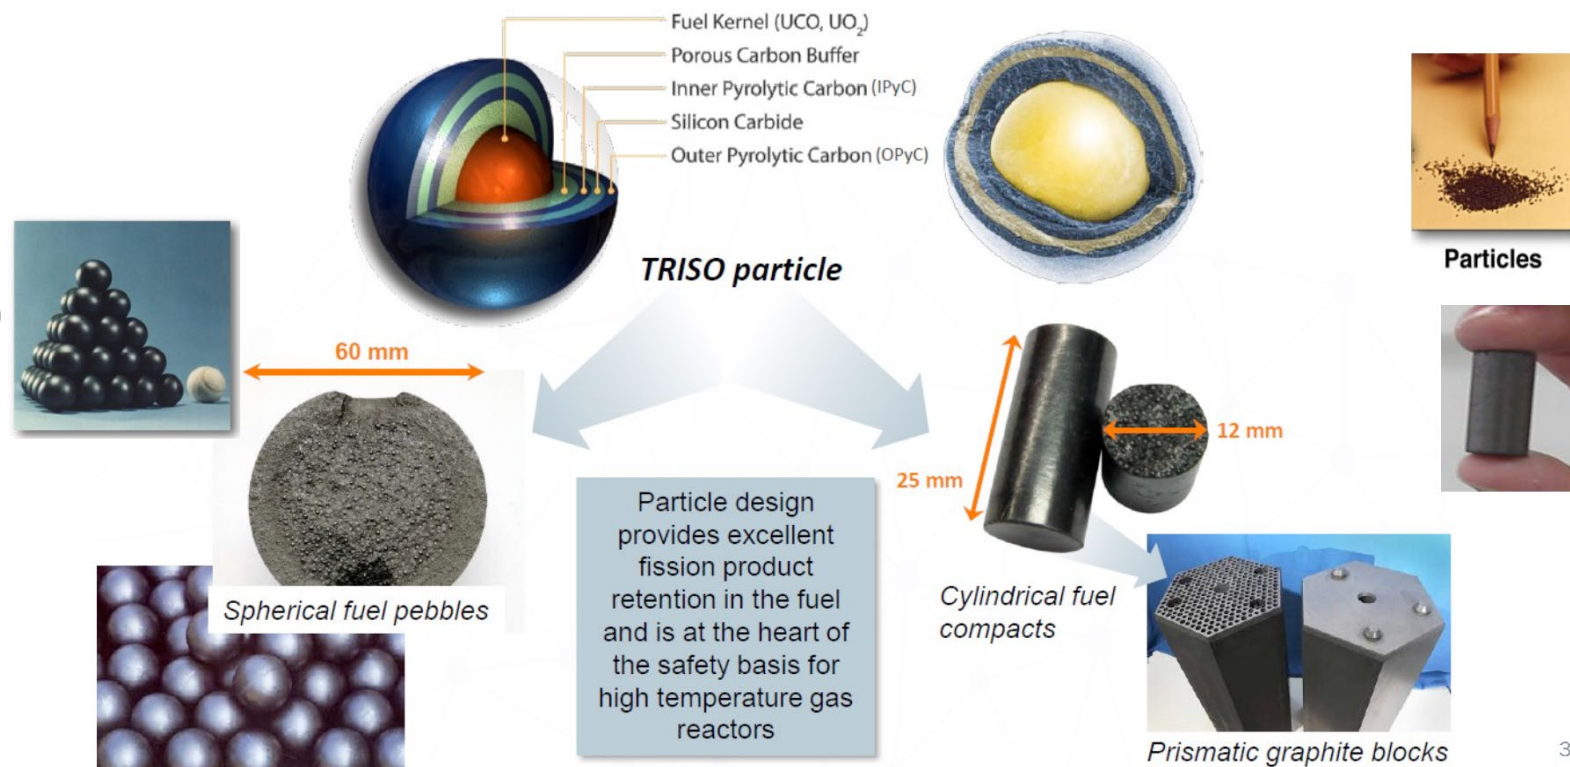 Fuel Kernel (UCO, UO₂)
Porous Carbon Buffer
Inner Pyrolytic Carbon (IPyC)
Silicon Carbide
Outer Pyrolytic Carbon (OPyC)
TRISO particle
Particles
60 mm
25 mm
12 mm
Spherical fuel pebbles
Particle design
provides excellent
fission product
retention in the fuel
and is at the heart of
the safety basis for
high temperature gas
reactors
Cylindrical fuel
compacts
Prismatic graphite blocks
3